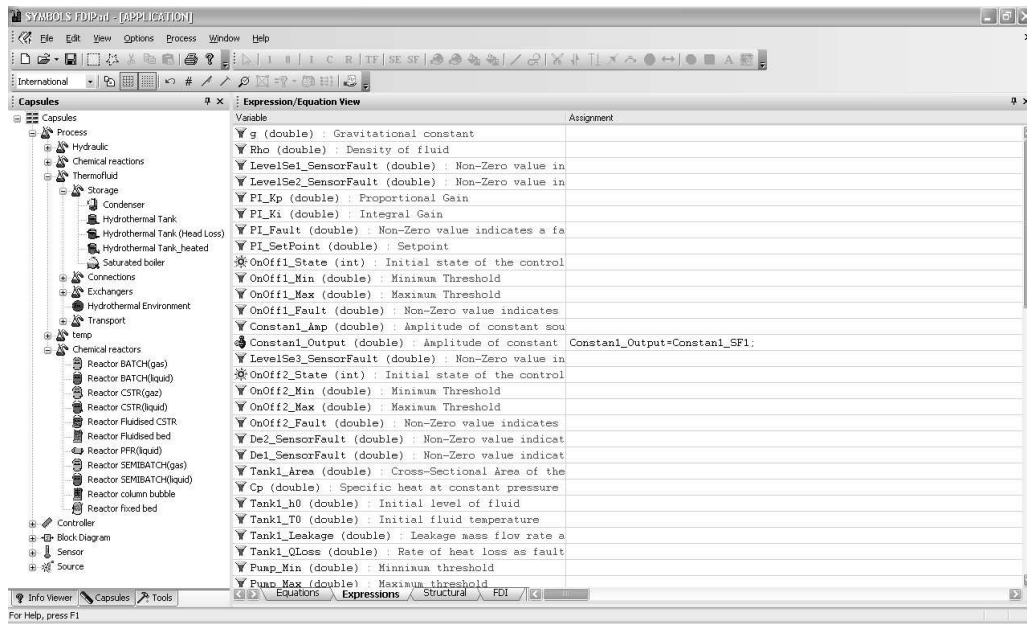 SYMBOLS FDIPad - [APPLICATION]
File Edit View Options Process Window Help
I C R TF SE SF A
International
Capsules
Capsules
Process
Hydraulic
Chemical reactions
Thermofluid
Storage
Condenser
Hydrothermal Tank
Hydrothermal Tank (Head Loss)
Hydrothermal Tank_heated
Saturated boiler
Connections
Exchangers
Hydrothermal Environment
Transport
temp
Chemical reactors
Reactor BATCH(gas)
Reactor BATCH(liquid)
Reactor CSTR(gaz)
Reactor CSTR(liquid)
Reactor Fluidised CSTR
Reactor Fluidised bed
Reactor PFR(liquid)
Reactor SEMIBATCH(gas)
Reactor SEMIBATCH(liquid)
Reactor column bubble
Reactor fixed bed
Controller
Block Diagram
Sensor
Source
Info Viewer Capsules Tools
Expression/Equation View
Variable Assignment
g (double) : Gravitational constant
Rho (double) : Density of fluid
LevelSe1_SensorFault (double) : Non-Zero value in
LevelSe2_SensorFault (double) : Non-Zero value in
PI_Kp (double) : Proportional Gain
PI_Ki (double) : Integral Gain
PI_Fault (double) : Non-Zero value indicates a fa
PI_SetPoint (double) : Setpoint
OnOff1_State (int) : Initial state of the control
OnOff1_Min (double) : Minimum Threshold
OnOff1_Max (double) : Maximum Threshold
OnOff1_Fault (double) : Non-Zero value indicates
Constan1_Amp (double) : Amplitude of constant sou
Constan1_Output (double) : Amplitude of constant Constan1_Output=Constan1_SF1;
LevelSe3_SensorFault (double) : Non-Zero value in
OnOff2_State (int) : Initial state of the control
OnOff2_Min (double) : Minimum Threshold
OnOff2_Max (double) : Maximum Threshold
OnOff2_Fault (double) : Non-Zero value indicates
De2_SensorFault (double) : Non-Zero value indicat
De1_SensorFault (double) : Non-Zero value indicat
Tank1_Area (double) : Cross-Sectional Area of the
Cp (double) : Specific heat at constant pressure
Tank1_h0 (double) : Initial level of fluid
Tank1_T0 (double) : Initial fluid temperature
Tank1_Leakage (double) : Leakage mass flow rate a
Tank1_QLoss (double) : Rate of heat loss as fault
Pump_Min (double) : Minnimum threshold
Pump_Max (double) : Maximum threshold
Equations Expressions Structural FDI
For Help, press F1